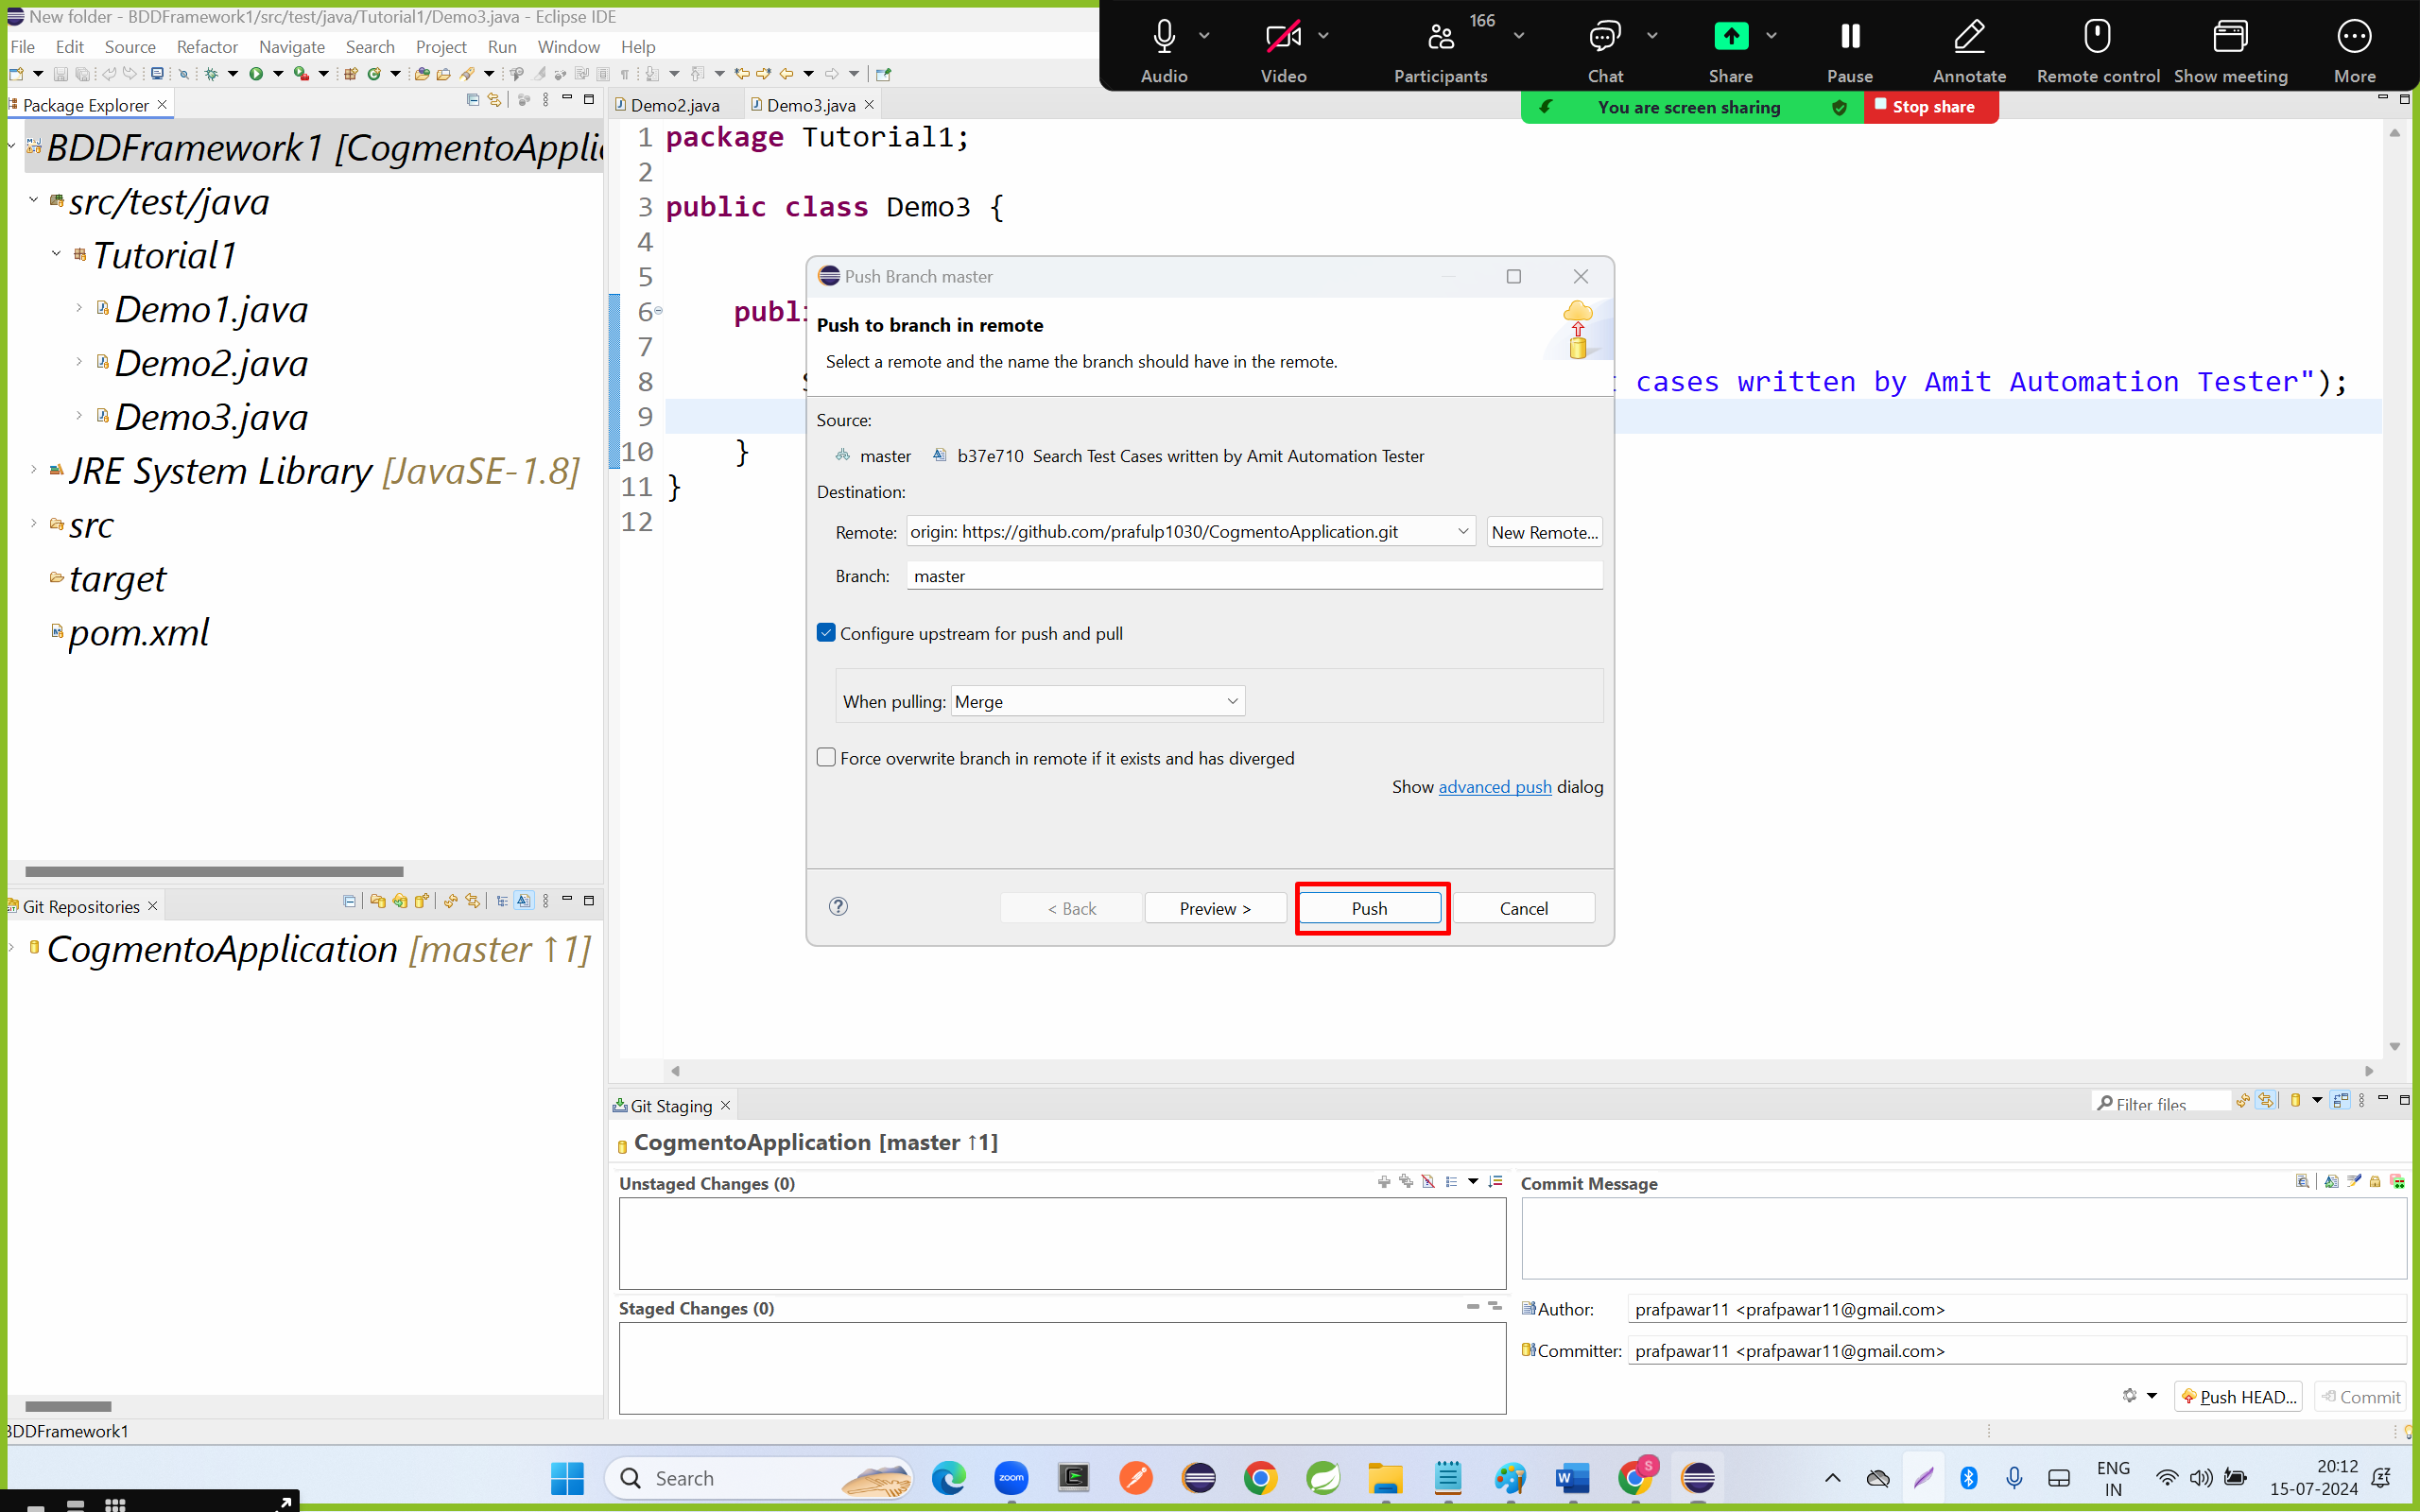 New folder - BDDFramework1/src/test/java/Tutorial1/Demo3.java - Eclipse IDE
File Edit Source Refactor Navigate Search Project Run Window Help
Audio Video Participants 166 Chat Share Pause Annotate Remote control Show meeting More
You are screen sharing Stop share
Package Explorer
BDDFramework1 [CogmentoApplic
src/test/java
Tutorial1
Demo1.java
Demo2.java
Demo3.java
JRE System Library [JavaSE-1.8]
src
target
pom.xml
Git Repositories
CogmentoApplication [master ↑1]
Demo2.java Demo3.java
1 package Tutorial1;
2
3 public class Demo3 {
4
5
6 publi
7
8 cases written by Amit Automation Tester");
9
10 }
11 }
12
Push Branch master
Push to branch in remote
Select a remote and the name the branch should have in the remote.
Source:
master b37e710 Search Test Cases written by Amit Automation Tester
Destination:
Remote: origin: https://github.com/prafulp1030/CogmentoApplication.git New Remote...
Branch: master
Configure upstream for push and pull
When pulling: Merge
Force overwrite branch in remote if it exists and has diverged
Show advanced push dialog
< Back Preview > Push Cancel
Git Staging
Filter files
CogmentoApplication [master ↑1]
Unstaged Changes (0)
Staged Changes (0)
Commit Message
Author: prafpawar11 <prafpawar11@gmail.com>
Committer: prafpawar11 <prafpawar11@gmail.com>
Push HEAD... Commit
BDDFramework1
Search
zoom
S
ENG
IN
20:12
15-07-2024